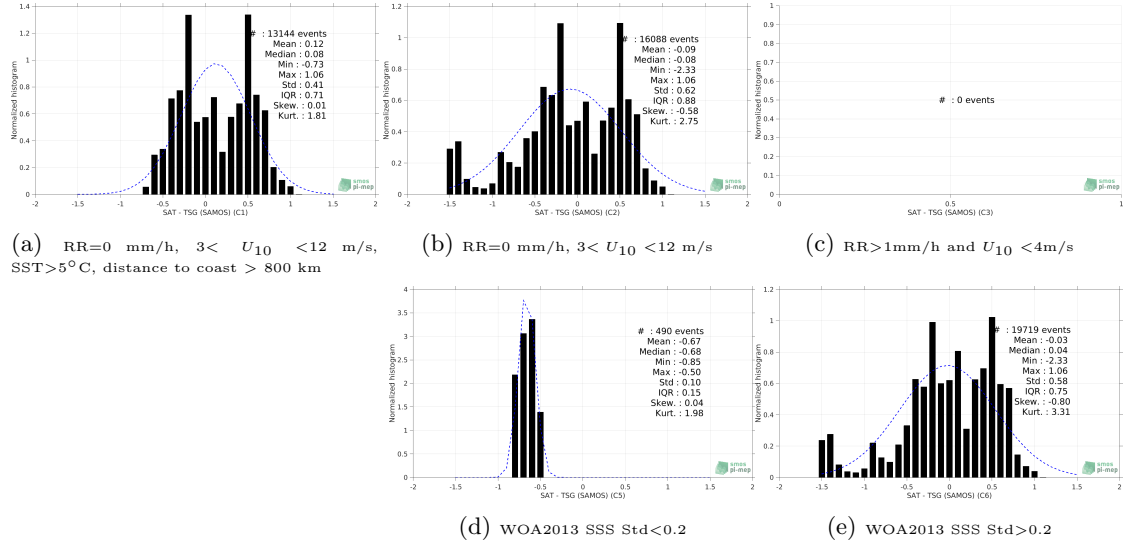 1.4
1.2
1
0.8
0.6
0.4
0.2
0
Normalized histogram
# : 13144 events
Mean : 0.12
Median : 0.08
Min : -0.73
Max : 1.06
Std : 0.41
IQR : 0.71
Skew. : 0.01
Kurt. : 1.81
smos
pi-mep
-2 -1.5 -1 -0.5 0 0.5 1 1.5 2
SAT - TSG (SAMOS) (C1)
(a) RR=0 mm/h, 3< U10 <12 m/s,
SST>5°C, distance to coast > 800 km
1.2
1
0.8
0.6
0.4
0.2
0
Normalized histogram
# : 16088 events
Mean : -0.09
Median : -0.08
Min : -2.33
Max : 1.06
Std : 0.62
IQR : 0.88
Skew. : -0.58
Kurt. : 2.75
smos
pi-mep
-2 -1.5 -1 -0.5 0 0.5 1 1.5 2
SAT - TSG (SAMOS) (C2)
(b) RR=0 mm/h, 3< U10 <12 m/s
1
0.9
0.8
0.7
0.6
0.5
0.4
0.3
0.2
0.1
0
Normalized histogram
# : 0 events
smos
pi-mep
0 0.5 1
SAT - TSG (SAMOS) (C3)
(c) RR>1mm/h and U10 <4m/s
4
3.5
3
2.5
2
1.5
1
0.5
0
Normalized histogram
# : 490 events
Mean : -0.67
Median : -0.68
Min : -0.85
Max : -0.50
Std : 0.10
IQR : 0.15
Skew. : 0.04
Kurt. : 1.98
smos
pi-mep
-2 -1.5 -1 -0.5 0 0.5 1 1.5 2
SAT - TSG (SAMOS) (C5)
(d) WOA2013 SSS Std<0.2
1.2
1
0.8
0.6
0.4
0.2
0
Normalized histogram
# : 19719 events
Mean : -0.03
Median : 0.04
Min : -2.33
Max : 1.06
Std : 0.58
IQR : 0.75
Skew. : -0.80
Kurt. : 3.31
smos
pi-mep
-2 -1.5 -1 -0.5 0 0.5 1 1.5 2
SAT - TSG (SAMOS) (C6)
(e) WOA2013 SSS Std>0.2